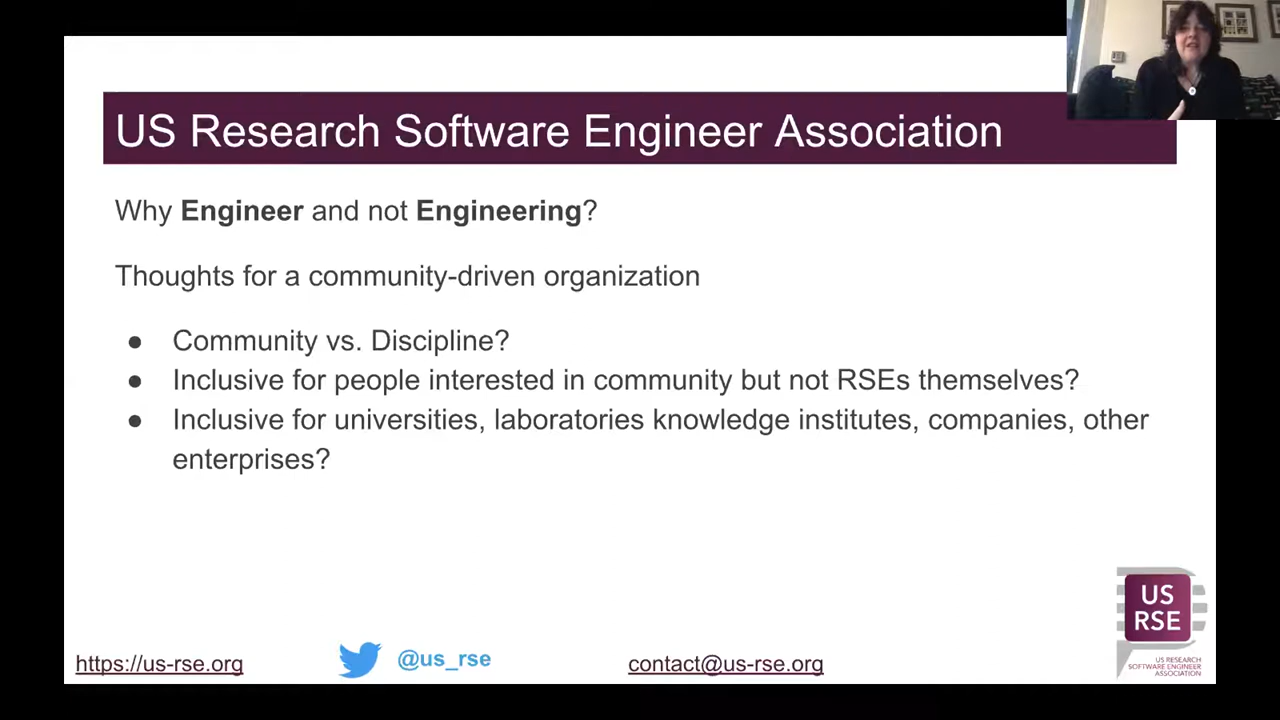 US Research Software Engineer Association
Why Engineer and not Engineering?
Thoughts for a community-driven organization
● Community vs. Discipline?
● Inclusive for people interested in community but not RSEs themselves?
● Inclusive for universities, laboratories knowledge institutes, companies, other
enterprises?
US
RSE
US RESEARCH
SOFTWARE ENGINEER
ASSOCIATION
https://us-rse.org
@us_rse
contact@us-rse.org